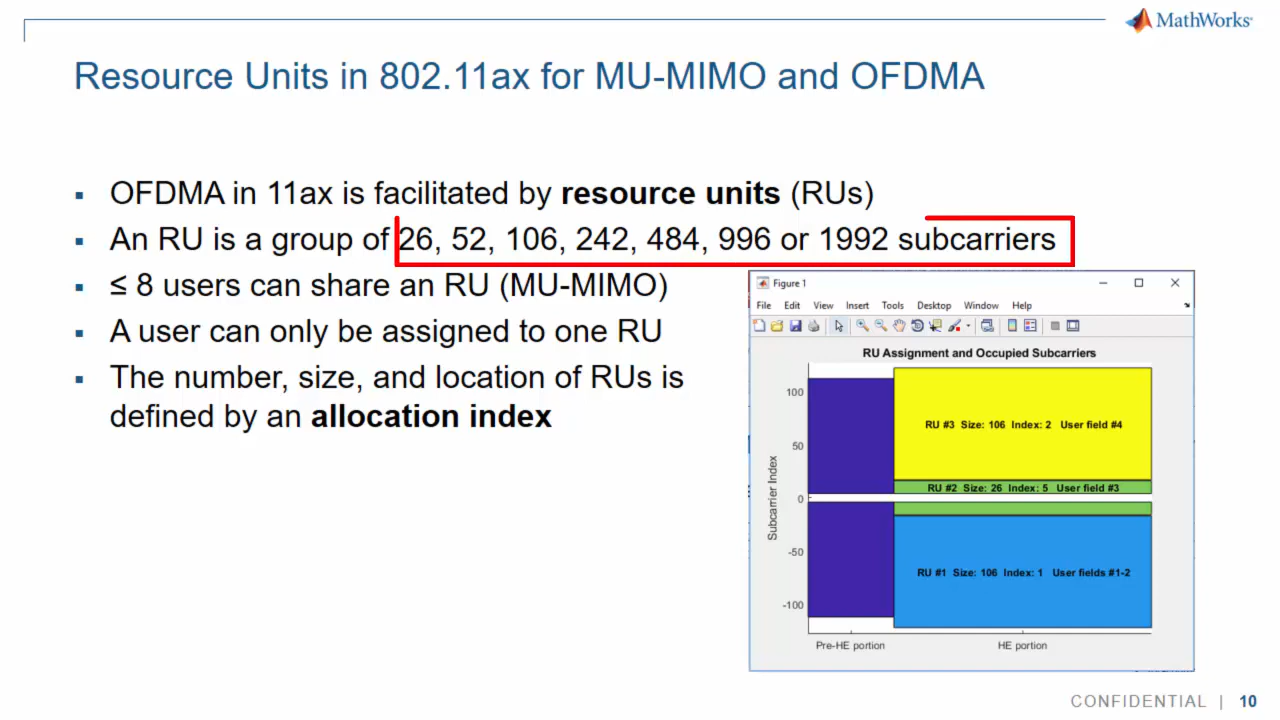 MathWorks
Resource Units in 802.11ax for MU-MIMO and OFDMA
OFDMA in 11ax is facilitated by resource units (RUs)
An RU is a group of 26, 52, 106, 242, 484, 996 or 1992 subcarriers
≤ 8 users can share an RU (MU-MIMO)
A user can only be assigned to one RU
The number, size, and location of RUs is
defined by an allocation index
Figure 1
File Edit View Insert Tools Desktop Window Help
RU Assignment and Occupied Subcarriers
Subcarrier Index
100
50
0
-50
-100
RU #3 Size: 106 Index: 2 User field #4
RU #2 Size: 26 Index: 5 User field #3
RU #1 Size: 106 Index: 1 User fields #1-2
Pre-HE portion
HE portion
CONFIDENTIAL | 10